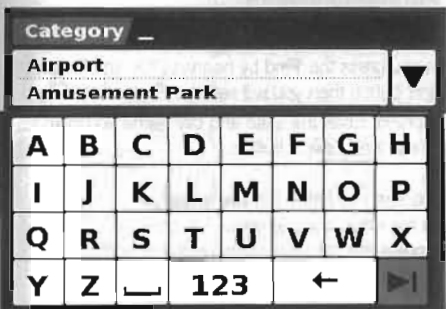 Category _
Airport
Amusement Park
A B C D E F G H
I J K L M N O P
Q R S T U V W X
Y Z 123